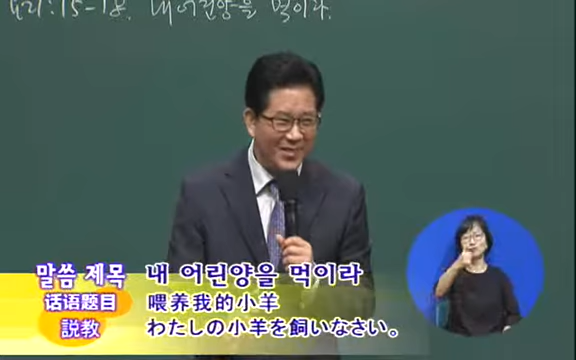 21:15-18. 내 어린양을 먹이라.
말씀 제목 내 어린양을 먹이라
话语题目 喂养我的小羊
説教 わたしの小羊を飼いなさい。